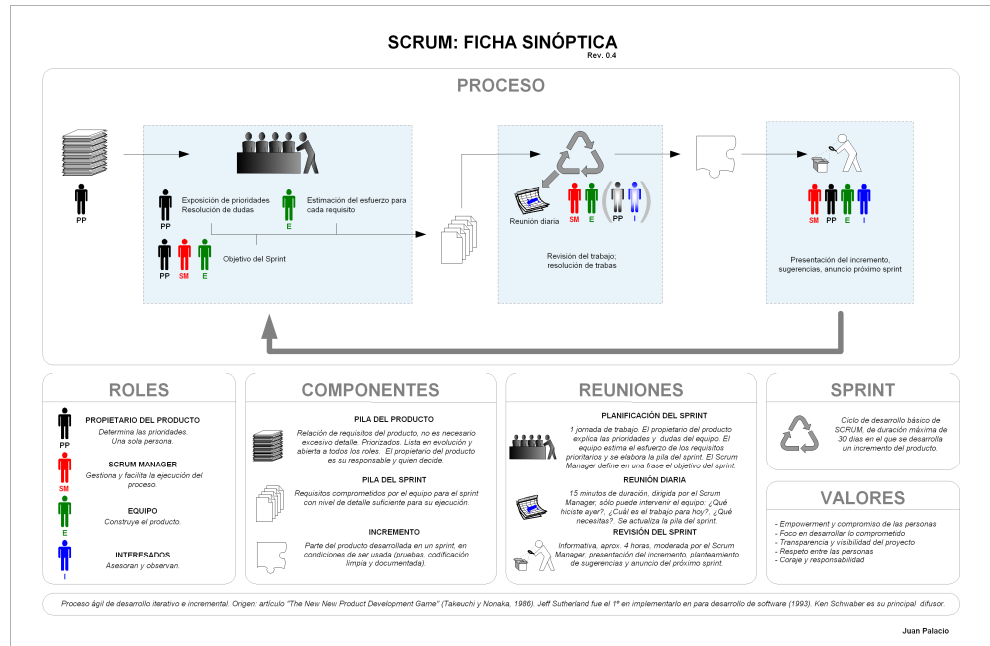 SCRUM: FICHA SINÓPTICA
Rev. 0.4
PROCESO
PP
Exposición de prioridades
Resolución de dudas
PP
Estimación del esfuerzo para
cada requisito
E
PP SM E
Objetivo del Sprint
Reunión diaria
SM E PP I
Revisión del trabajo;
resolución de trabas
SM PP E I
Presentación del incremento,
sugerencias, anuncio próximo sprint
ROLES
PROPIETARIO DEL PRODUCTO
Determina las prioridades.
Una sola persona.
PP
SCRUM MANAGER
Gestiona y facilita la ejecución del
proceso.
SM
EQUIPO
Construye el producto.
E
INTERESADOS
Asesoran y observan.
I
COMPONENTES
PILA DEL PRODUCTO
Relación de requisitos del producto, no es necesario
excesivo detalle. Priorizados. Lista en evolución y
abierta a todos los roles. El propietario del producto
es su responsable y quien decide.
PILA DEL SPRINT
Requisitos comprometidos por el equipo para el sprint
con nivel de detalle suficiente para su ejecución.
INCREMENTO
Parte del producto desarrollada en un sprint, en
condiciones de ser usada (pruebas, codificación
limpia y documentada).
REUNIONES
PLANIFICACIÓN DEL SPRINT
1 jornada de trabajo. El propietario del producto
explica las prioridades y dudas del equipo. El
equipo estima el esfuerzo de los requisitos
prioritarios y se elabora la pila del sprint. El Scrum
Manager define en una frase el objetivo del sprint.
REUNIÓN DIARIA
15 minutos de duración, dirigida por el Scrum
Manager, sólo puede intervenir el equipo: ¿Qué
hiciste ayer?, ¿Cuál es el trabajo para hoy?, ¿Qué
necesitas?. Se actualiza la pila del sprint.
REVISIÓN DEL SPRINT
Informativa, aprox. 4 horas, moderada por el Scrum
Manager, presentación del incremento, planteamiento
de sugerencias y anuncio del próximo sprint.
SPRINT
Ciclo de desarrollo básico de
SCRUM, de duración máxima de
30 dias en el que se desarrolla
un incremento del producto.
VALORES
- Empowerment y compromiso de las personas
- Foco en desarrollar lo comprometido
- Transparencia y visibilidad del proyecto
- Respeto entre las personas
- Coraje y responsabilidad
Proceso ágil de desarrollo iterativo e incremental. Origen: artículo "The New New Product Development Game" (Takeuchi y Nonaka, 1986). Jeff Sutherland fue el 1º en implementarlo en para desarrollo de software (1993). Ken Schwaber es su principal difusor.
Juan Palacio